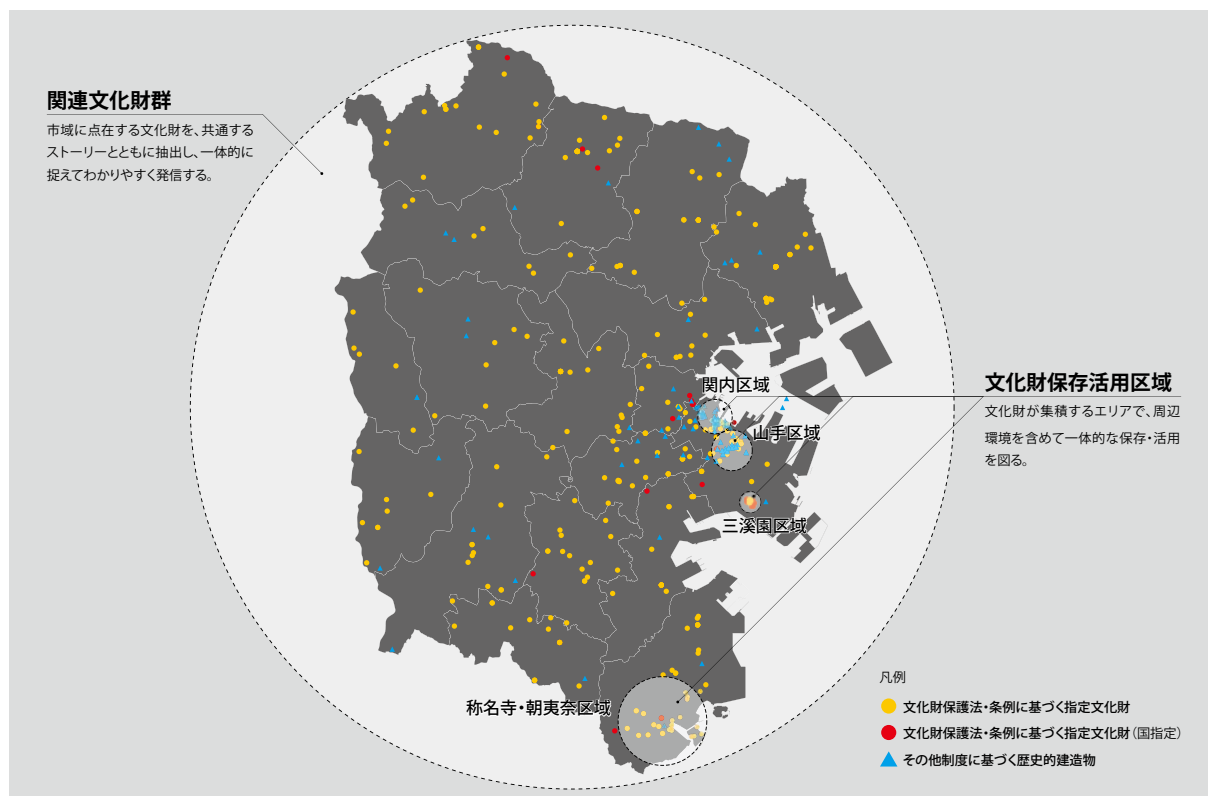 関連文化財群
市域に点在する文化財を、共通する
ストーリーとともに抽出し、一体的に
捉えてわかりやすく発信する。
関内区域
山手区域
三溪園区域
称名寺・朝夷奈区域
文化財保存活用区域
文化財が集積するエリアで、周辺
環境を含めて一体的な保存・活用
を図る。
凡例
文化財保護法・条例に基づく指定文化財
文化財保護法・条例に基づく指定文化財（国指定）
その他制度に基づく歴史的建造物